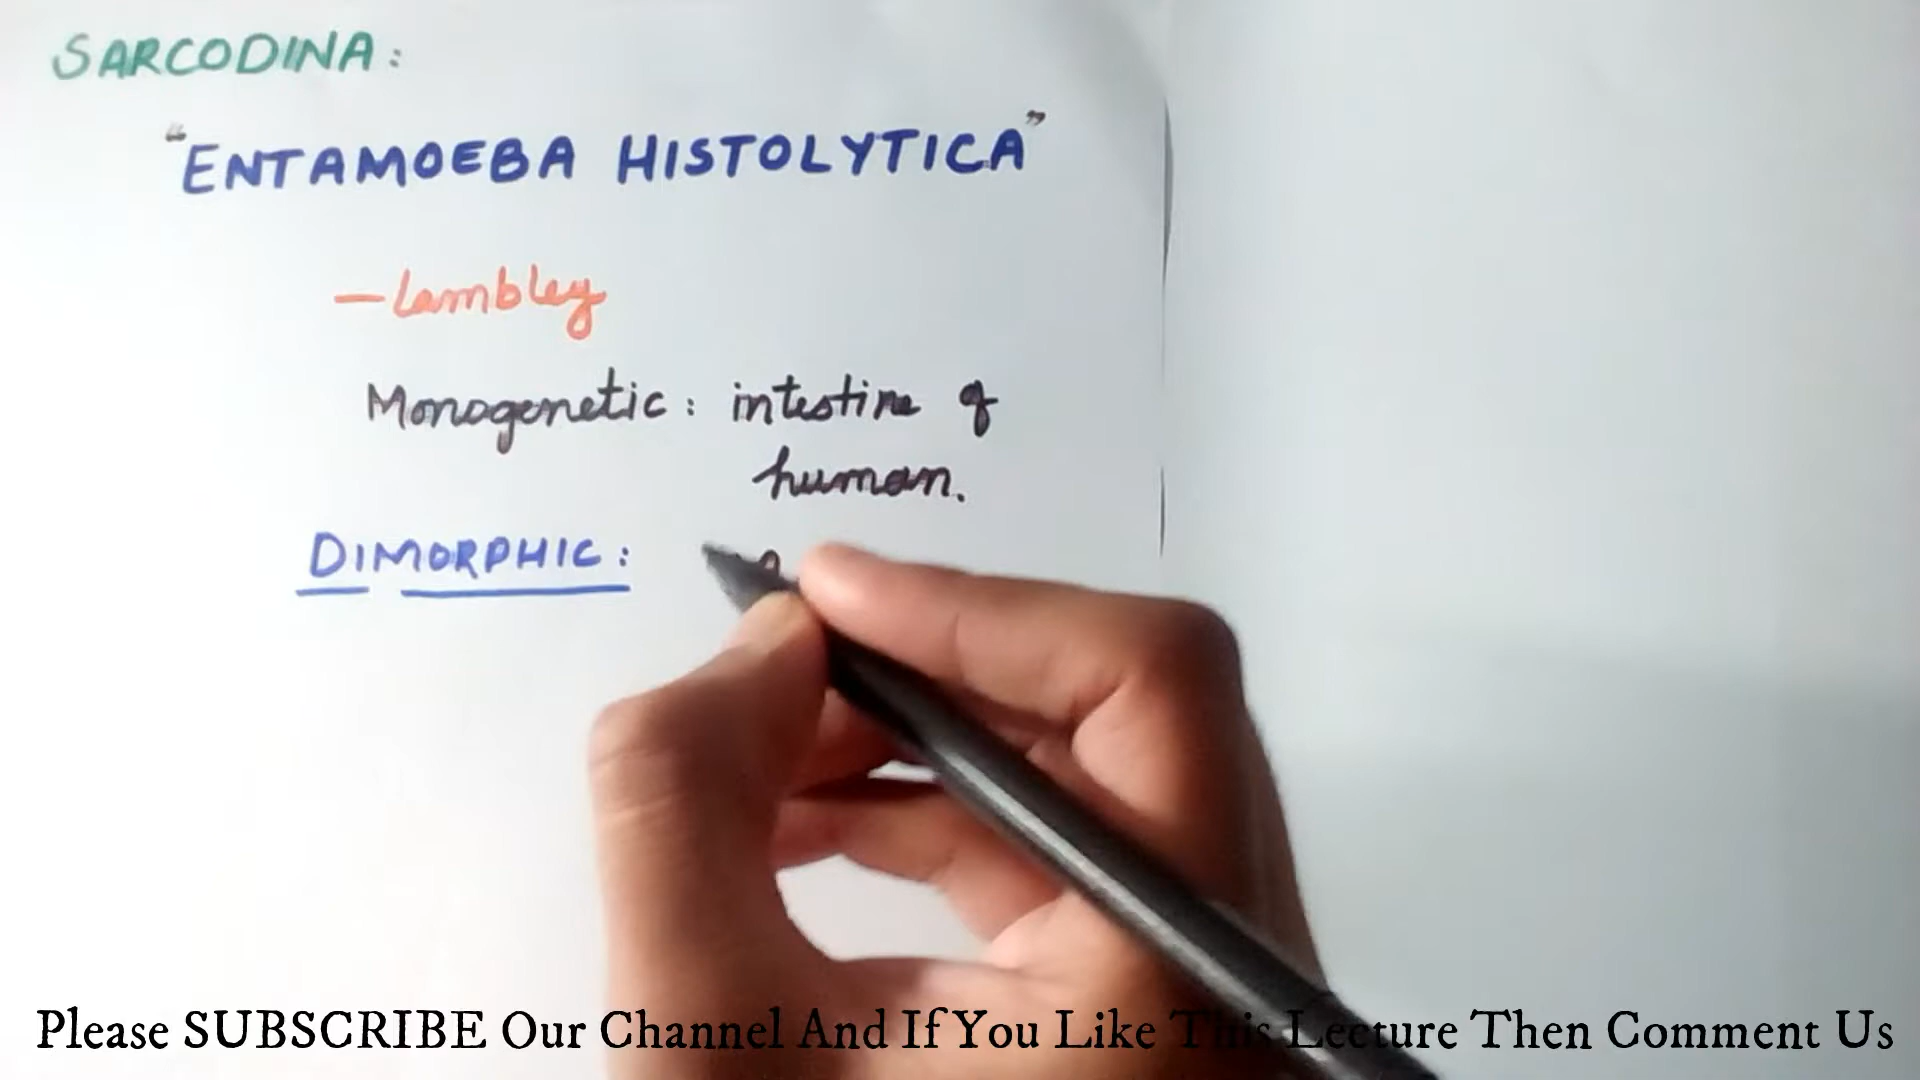 SARCODINA:
"ENTAMOEBA HISTOLYTICA"
- Lambley
Monogenetic: intestine of
human.
DIMORPHIC:
Please SUBSCRIBE Our Channel And If You Like This Lecture Then Comment Us